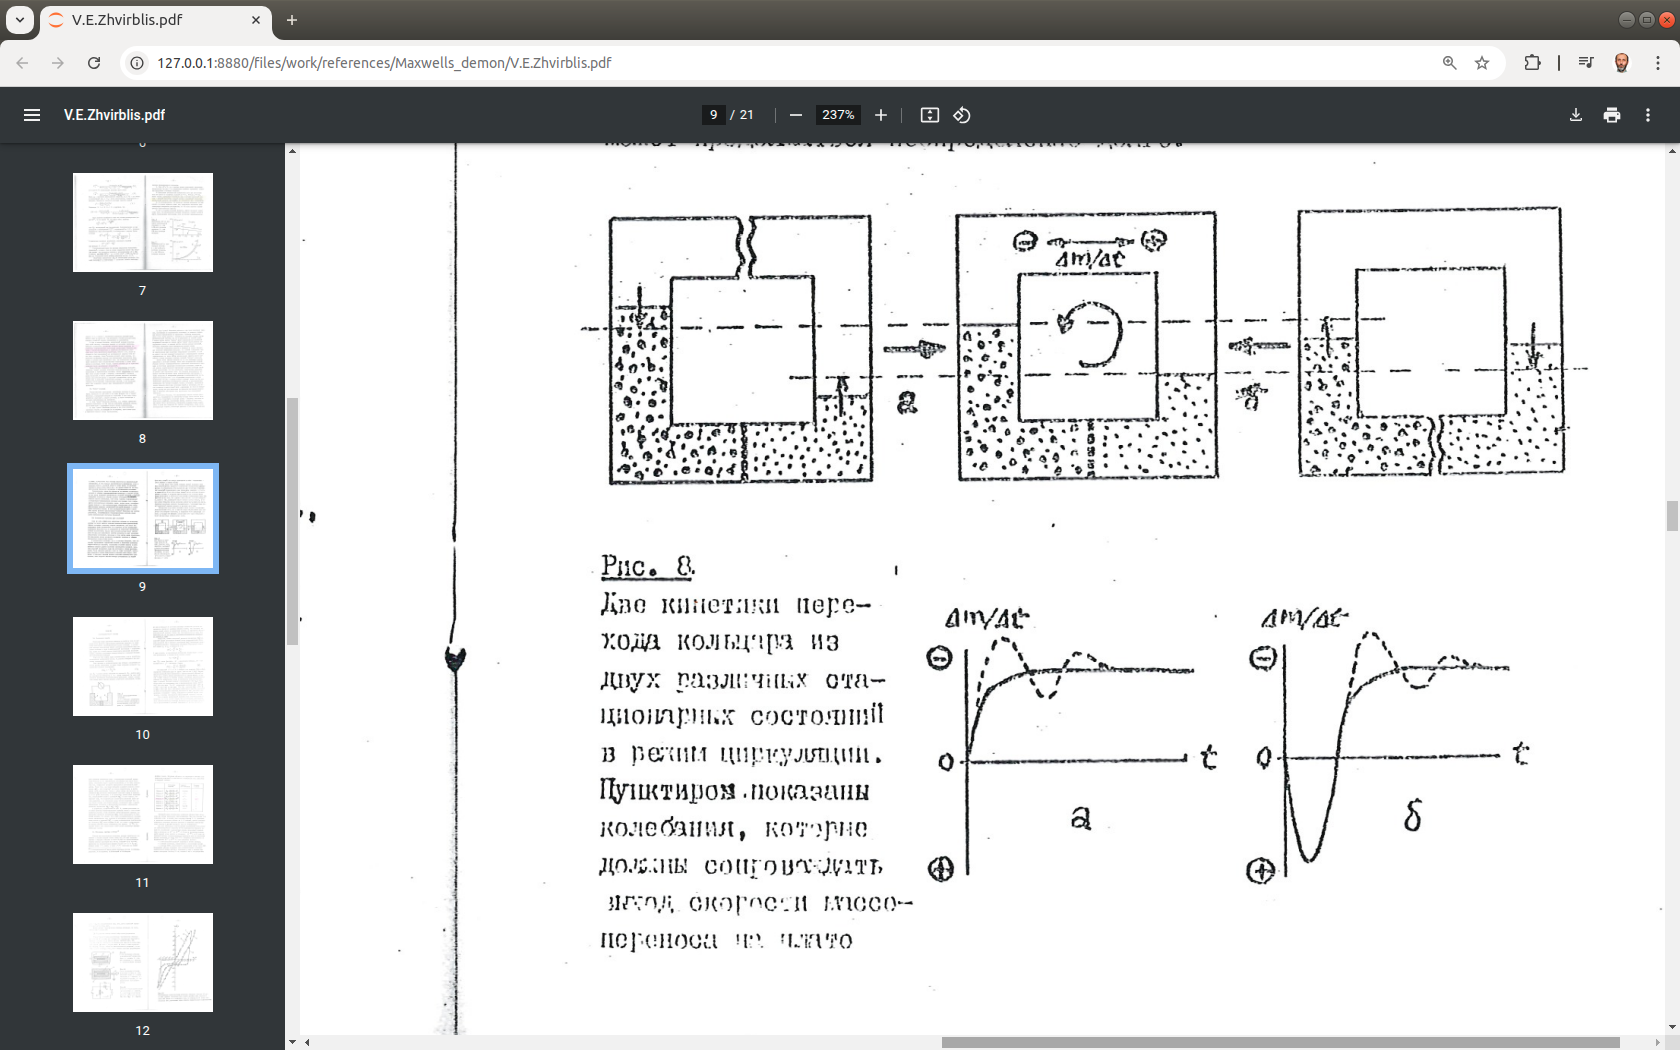 V.E.Zhvirblis.pdf
127.0.0.1:8880/files/work/references/Maxwells_demon/V.E.Zhvirblis.pdf
V.E.Zhvirblis.pdf
9 / 21
237%
6
7
8
9
10
11
12
⊖ ⊕
Δm/Δt
а
б
Рис. 8.
Две кинетики пере-
хода кольцара из
двух различных ста-
ционарных состояний
в режим циркуляции.
Пунктиром показаны
колебания, которые
должны сопровождать
выход скорости массо-
переноса на плато
Δm/Δt
⊖
0
t
⊕
а
Δm/Δt
⊖
0
t
⊕
б